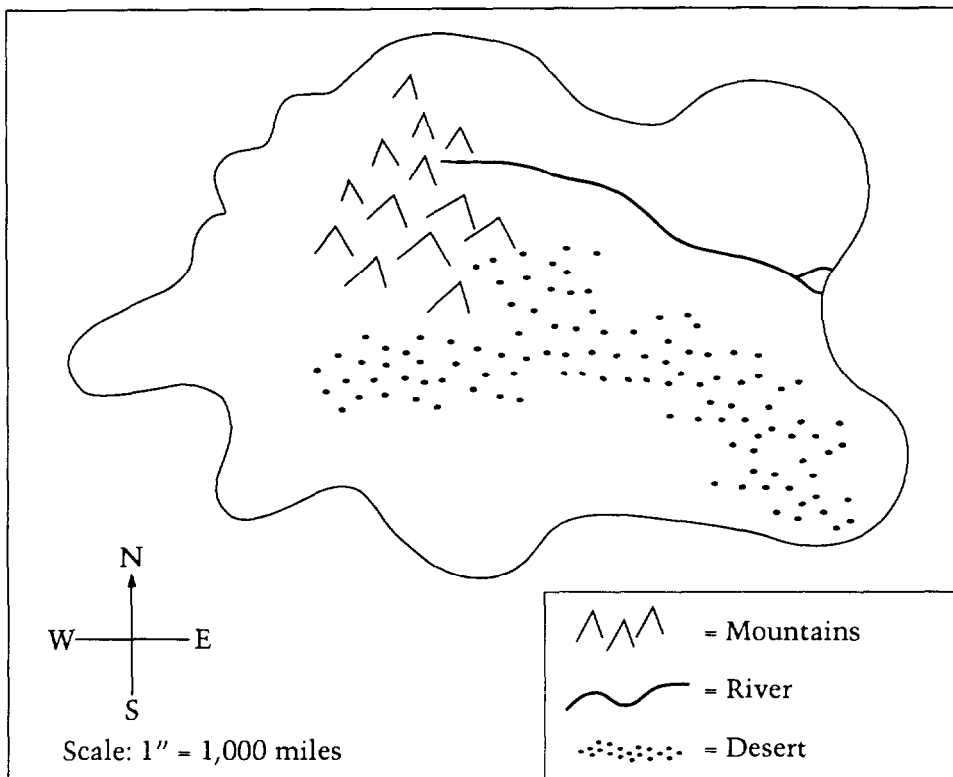 N
W E
S
Scale: 1″ = 1,000 miles
= Mountains
= River
= Desert